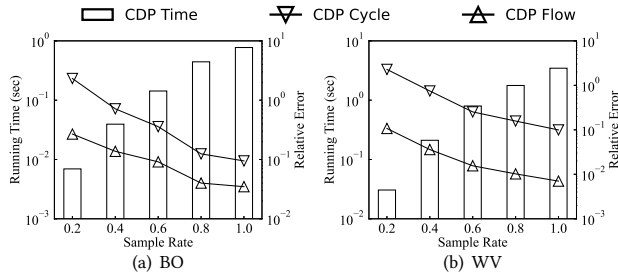 CDP Time CDP Cycle CDP Flow
10^0 10^1 10^1 10^1
10^-1 10^0 10^0 10^0
10^-2 10^-1 10^-1 10^-1
10^-3 10^-2 10^-2 10^-2
10^-3
Running Time (sec) Relative Error Running Time (sec) Relative Error
0.2 0.4 0.6 0.8 1.0 0.2 0.4 0.6 0.8 1.0
Sample Rate Sample Rate
(a) BO (b) WV